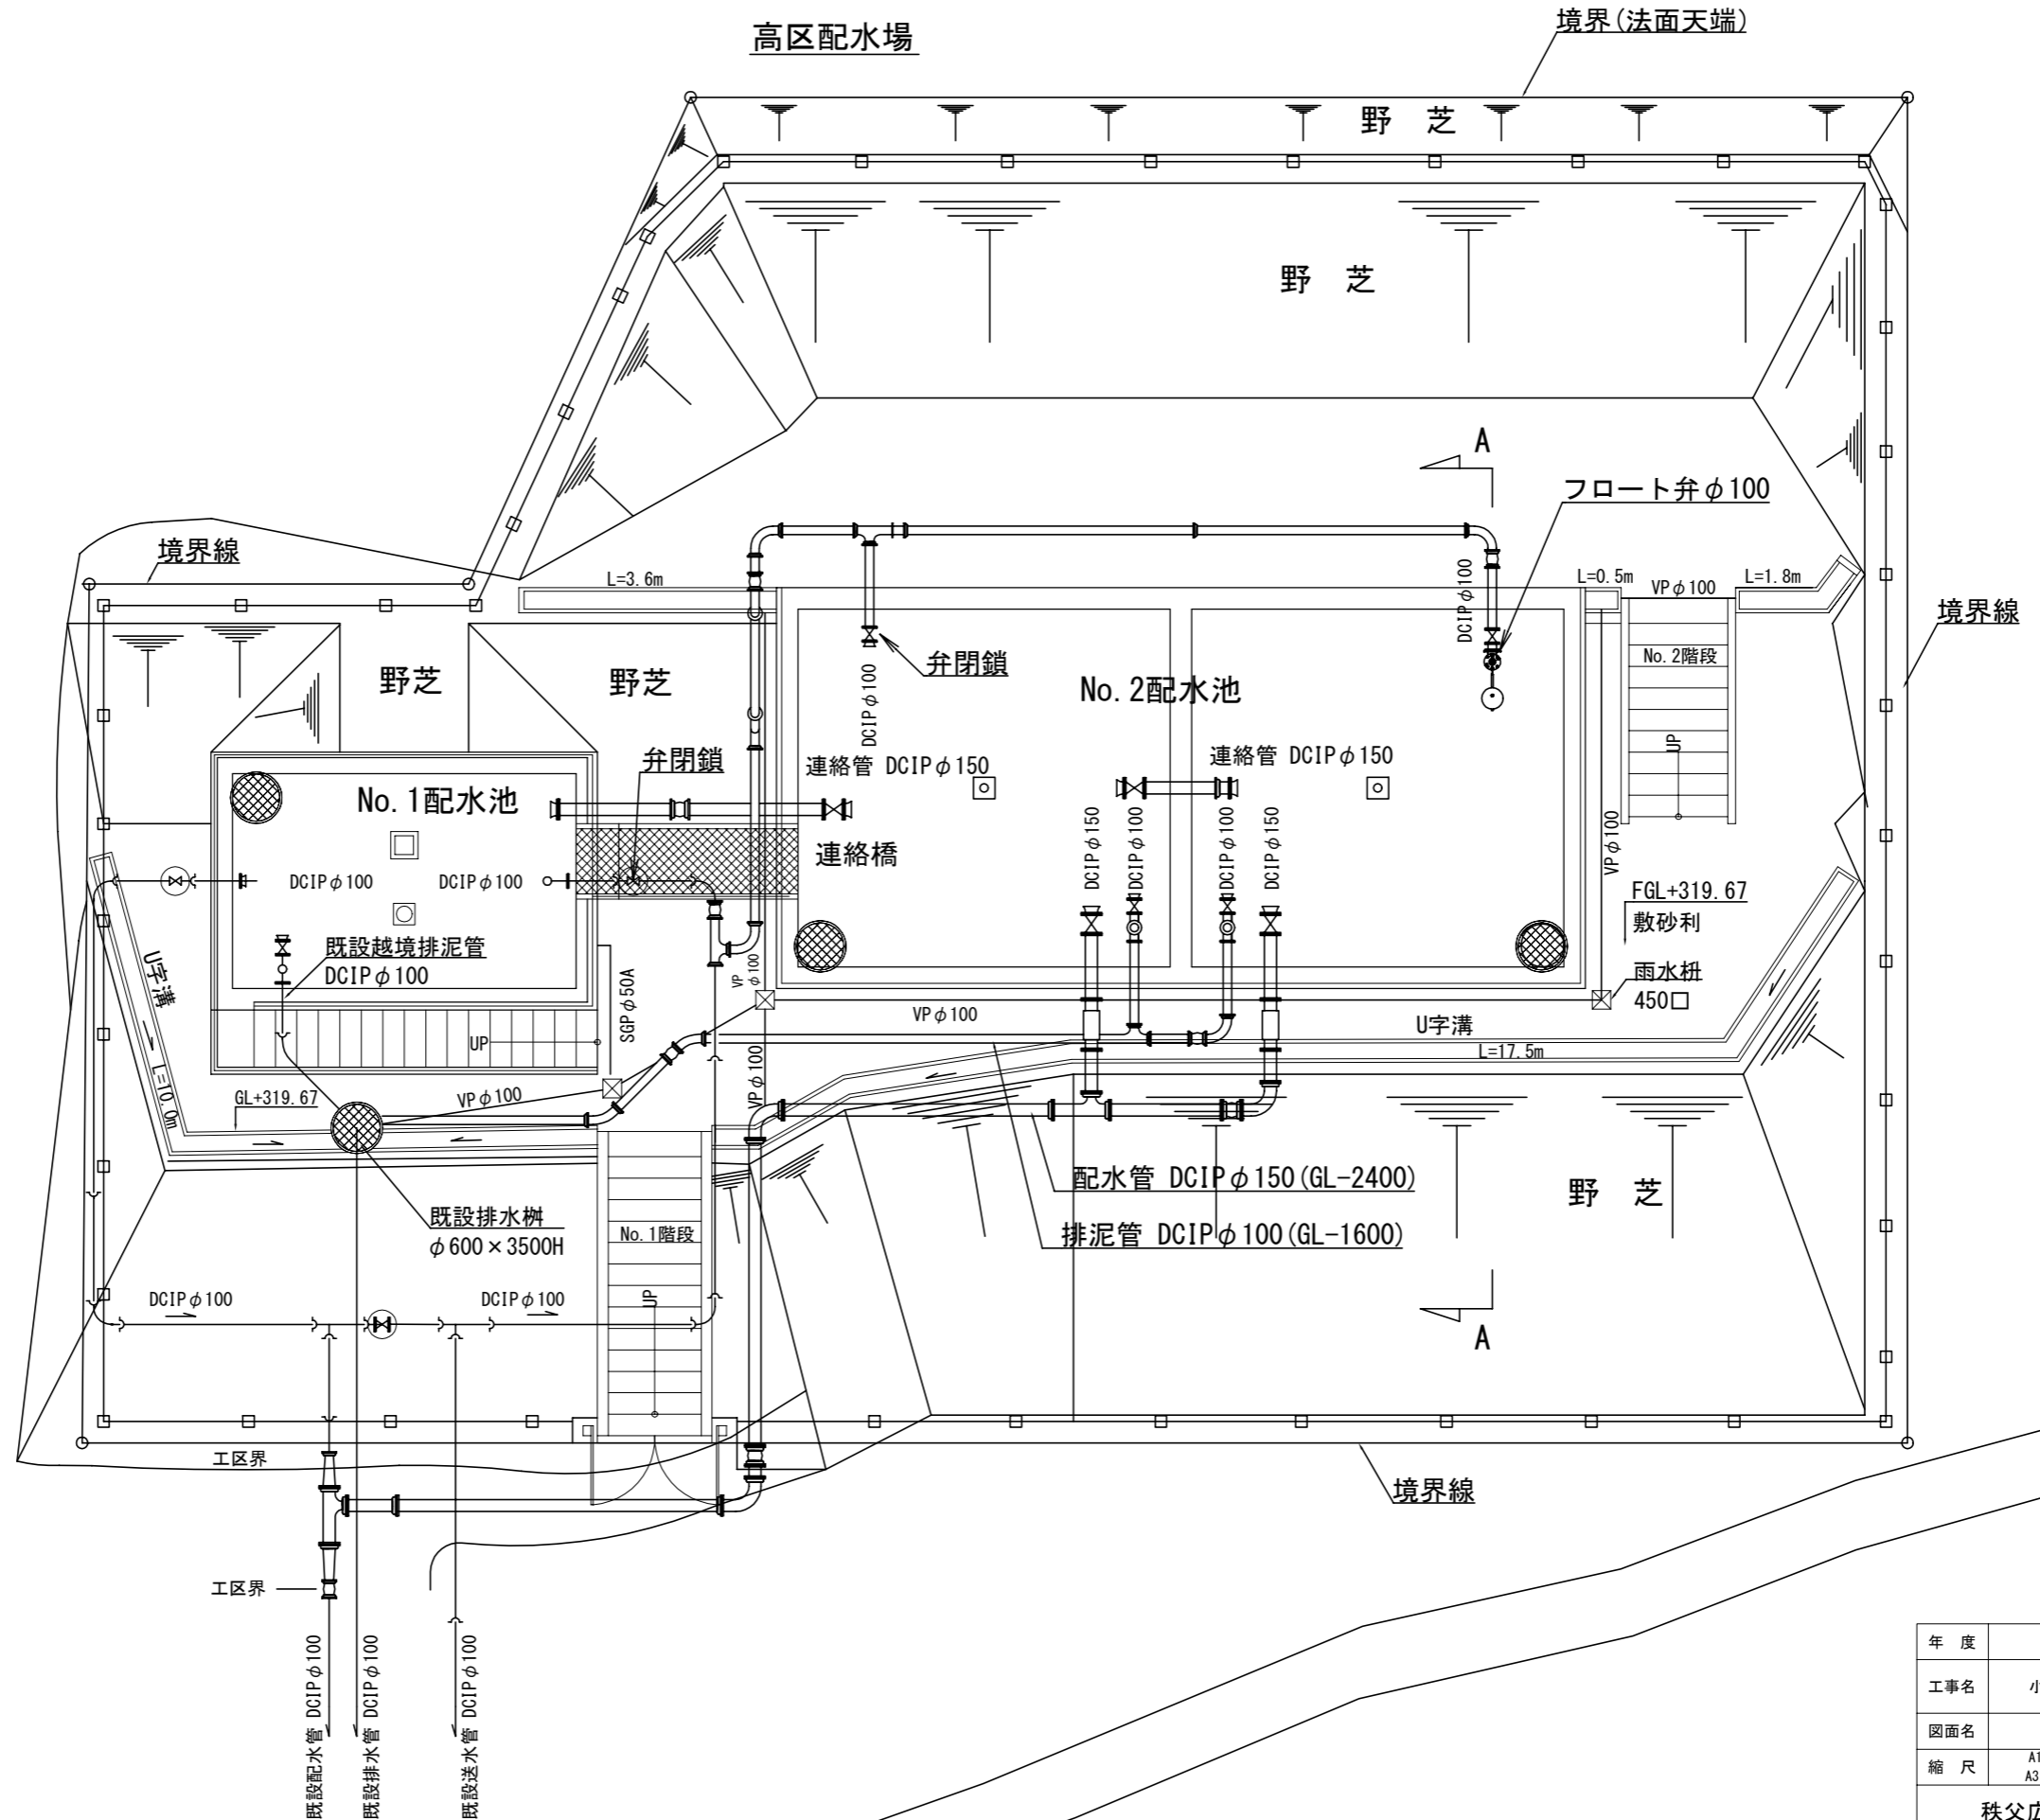 高区配水場
境界(法面天端)
野 芝
野 芝
A
フロート弁φ100
境界線
L=3.6m
DCIPφ100
L=0.5m
VPφ100
L=1.8m
境界線
No.2階段
UP
野芝
野芝
DCIPφ100
弁閉鎖
No.2配水池
弁閉鎖
連絡管 DCIPφ150
連絡管 DCIPφ150
No.1配水池
連絡橋
DCIPφ150
DCIPφ100
DCIPφ100
DCIPφ150
VPφ100
DCIPφ100
DCIPφ100
FGL+319.67
敷砂利
既設越境排泥管
DCIPφ100
U字溝
L=10.0m
SGPφ50A
VP
φ100
雨水枡
450□
VPφ100
U字溝
L=17.5m
UP
VPφ100
GL+319.67
VPφ100
配水管 DCIPφ150(GL-2400)
野 芝
既設排水桝
φ600×3500H
No.1階段
排泥管 DCIPφ100(GL-1600)
DCIPφ100
DCIPφ100
UP
A
工区界
境界線
工区界
既設配水管 DCIPφ100
既設排水管 DCIPφ100
既設送水管 DCIPφ100
年 度
工事名 小
図面名
縮 尺 A1
A3
秩父広